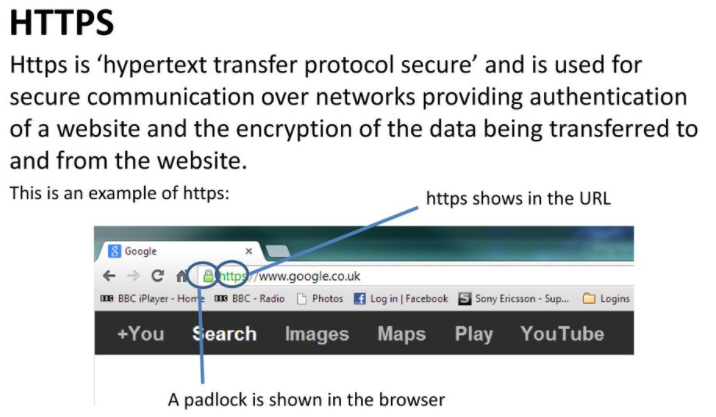 HTTPS
Https is ‘hypertext transfer protocol secure’ and is used for
secure communication over networks providing authentication
of a website and the encryption of the data being transferred to
and from the website.
This is an example of https:
https shows in the URL
8 Google ×
https://www.google.co.uk
BBC BBC iPlayer - Home BBC BBC - Radio Photos f Log in | Facebook S Sony Ericsson - Sup... Logins
+You Search Images Maps Play YouTube
A padlock is shown in the browser